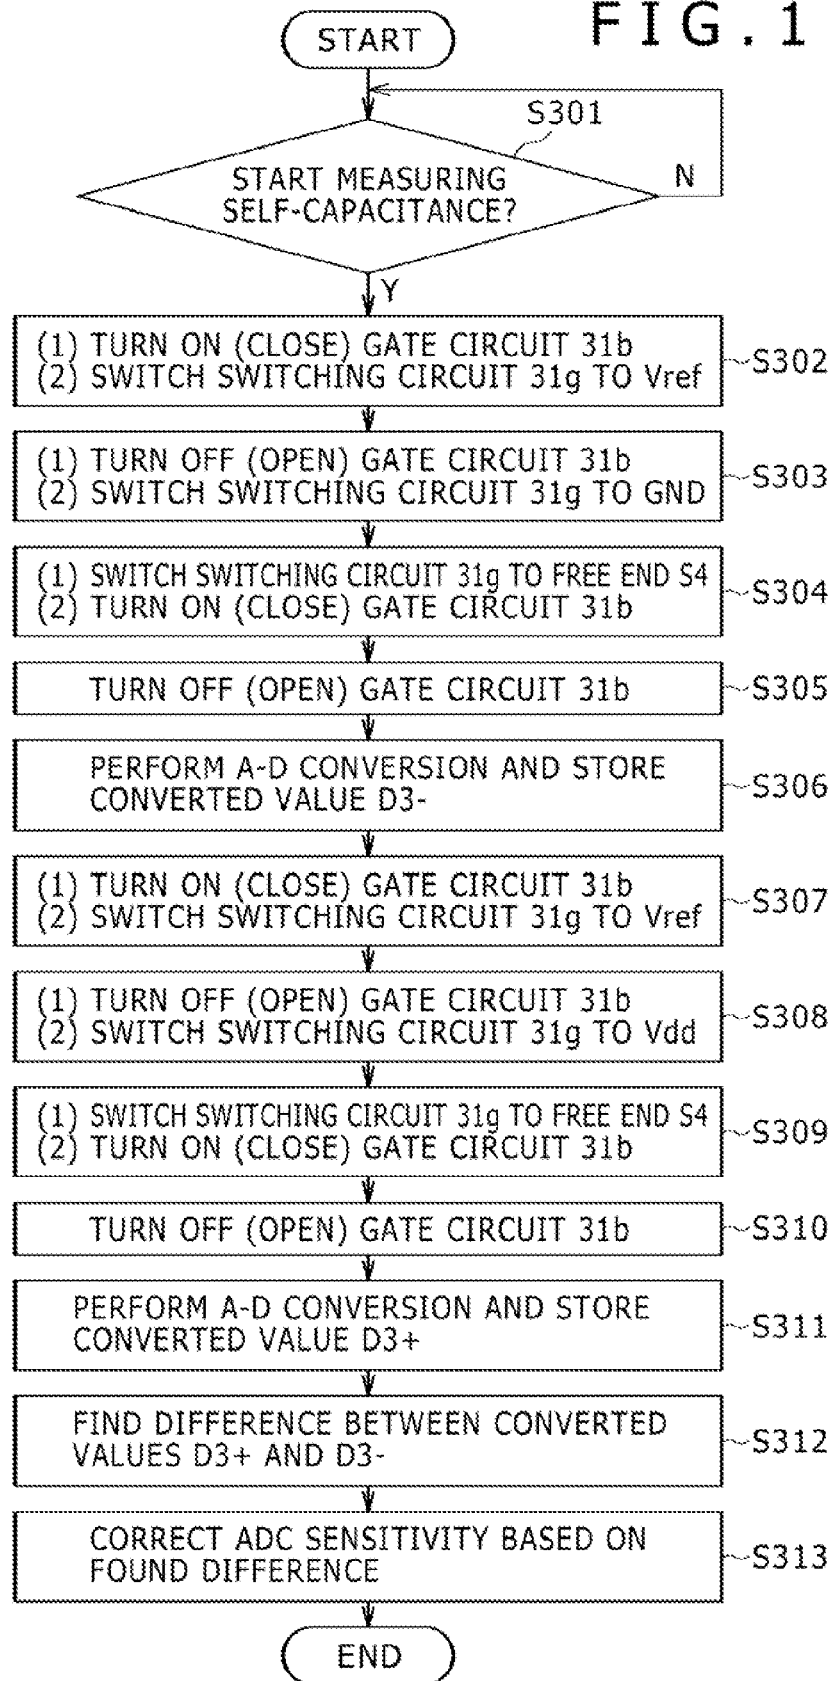 FIG. 1
START
S301
START MEASURING
SELF-CAPACITANCE?
N
Y
(1) TURN ON (CLOSE) GATE CIRCUIT 31b
(2) SWITCH SWITCHING CIRCUIT 31g TO Vref
S302
(1) TURN OFF (OPEN) GATE CIRCUIT 31b
(2) SWITCH SWITCHING CIRCUIT 31g TO GND
S303
(1) SWITCH SWITCHING CIRCUIT 31g TO FREE END S4
(2) TURN ON (CLOSE) GATE CIRCUIT 31b
S304
TURN OFF (OPEN) GATE CIRCUIT 31b
S305
PERFORM A-D CONVERSION AND STORE
CONVERTED VALUE D3-
S306
(1) TURN ON (CLOSE) GATE CIRCUIT 31b
(2) SWITCH SWITCHING CIRCUIT 31g TO Vref
S307
(1) TURN OFF (OPEN) GATE CIRCUIT 31b
(2) SWITCH SWITCHING CIRCUIT 31g TO Vdd
S308
(1) SWITCH SWITCHING CIRCUIT 31g TO FREE END S4
(2) TURN ON (CLOSE) GATE CIRCUIT 31b
S309
TURN OFF (OPEN) GATE CIRCUIT 31b
S310
PERFORM A-D CONVERSION AND STORE
CONVERTED VALUE D3+
S311
FIND DIFFERENCE BETWEEN CONVERTED
VALUES D3+ AND D3-
S312
CORRECT ADC SENSITIVITY BASED ON
FOUND DIFFERENCE
S313
END